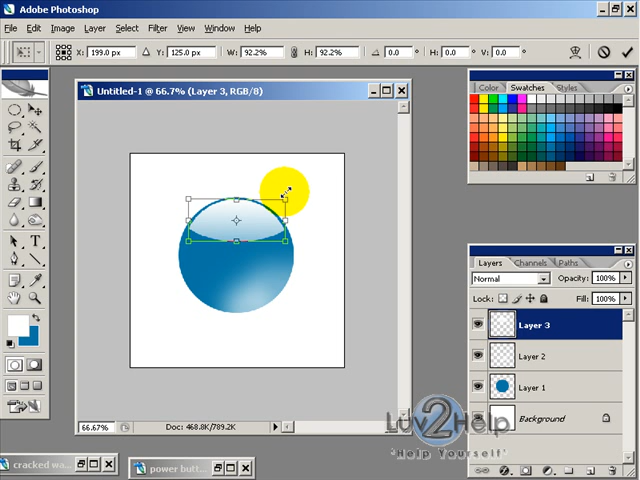 Adobe Photoshop
File Edit Image Layer Select Filter View Window Help
X: 199.0 px Y: 125.0 px W: 92.2% H: 92.2% 0.0 ° H: 0.0 ° V: 0.0 °
Untitled-1 @ 66.7% (Layer 3, RGB/8)
Color Swatches Styles
Layers Channels Paths
Normal Opacity: 100%
Lock: Fill: 100%
Layer 3
Layer 2
Layer 1
Background
66.67% Doc: 468.8K/789.2K
Luv2Help
"Help Yourself"
cracked wa...
power butt...